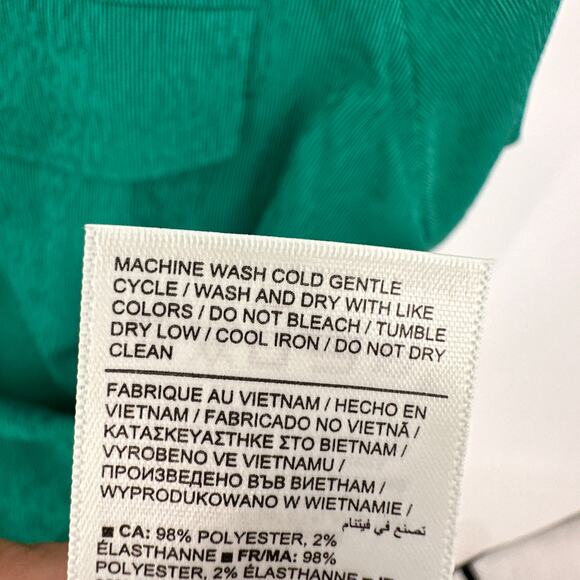 MACHINE WASH COLD GENTLE
CYCLE / WASH AND DRY WITH LIKE
COLORS / DO NOT BLEACH / TUMBLE
DRY LOW / COOL IRON / DO NOT DRY
CLEAN
FABRIQUE AU VIETNAM / HECHO EN
VIETNAM / FABRICADO NO VIETNÃ /
ΚΑΤΑΣΚΕΥΑΣΤΗΚΕ ΣΤΟ ΒΙΕΤΝΑΜ /
VYROBENO VE VIETNAMU /
ПРОИЗВЕДЕНО ВЪВ ВИЕТНАМ /
WYPRODUKOWANO W WIETNAMIE /
تصنع في فيتنام
■ CA: 98% POLYESTER, 2%
ÉLASTHANNE ■ FR/MA: 98%
POLYESTER, 2% ÉLASTHANNE